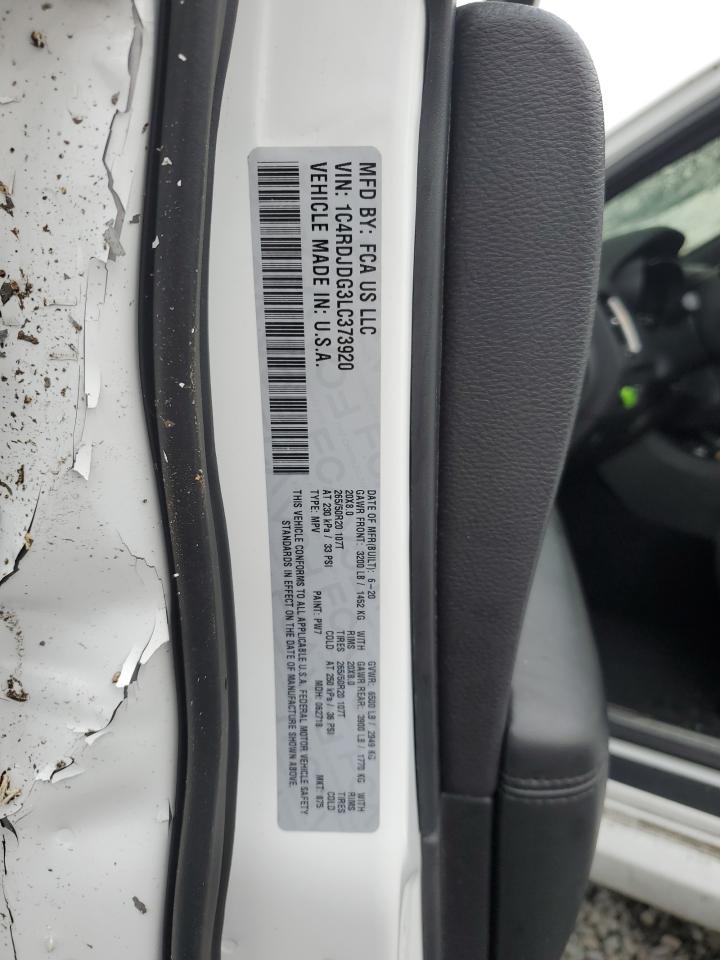 MFD BY: FCA US LLC
VIN: 1C4RDJDG3LC373920
VEHICLE MADE IN: U.S.A.
DATE OF MFR(BUILT): 6-20 GVWR: 6500 LB / 2949 KG
GAWR FRONT: 3200 LB / 1452 KG WITH GAWR REAR: 3900 LB / 1770 KG WITH
20X8.0 RIMS 20X8.0 RIMS
265/50R20 107T TIRES 265/50R20 107T TIRES
AT 230 kPa / 33 PSI COLD AT 250 kPa / 36 PSI COLD
TYPE: MPV PAINT: PW7 MDH: 062718 MKT: 875
THIS VEHICLE CONFORMS TO ALL APPLICABLE U.S.A. FEDERAL MOTOR VEHICLE SAFETY
STANDARDS IN EFFECT ON THE DATE OF MANUFACTURE SHOWN ABOVE.